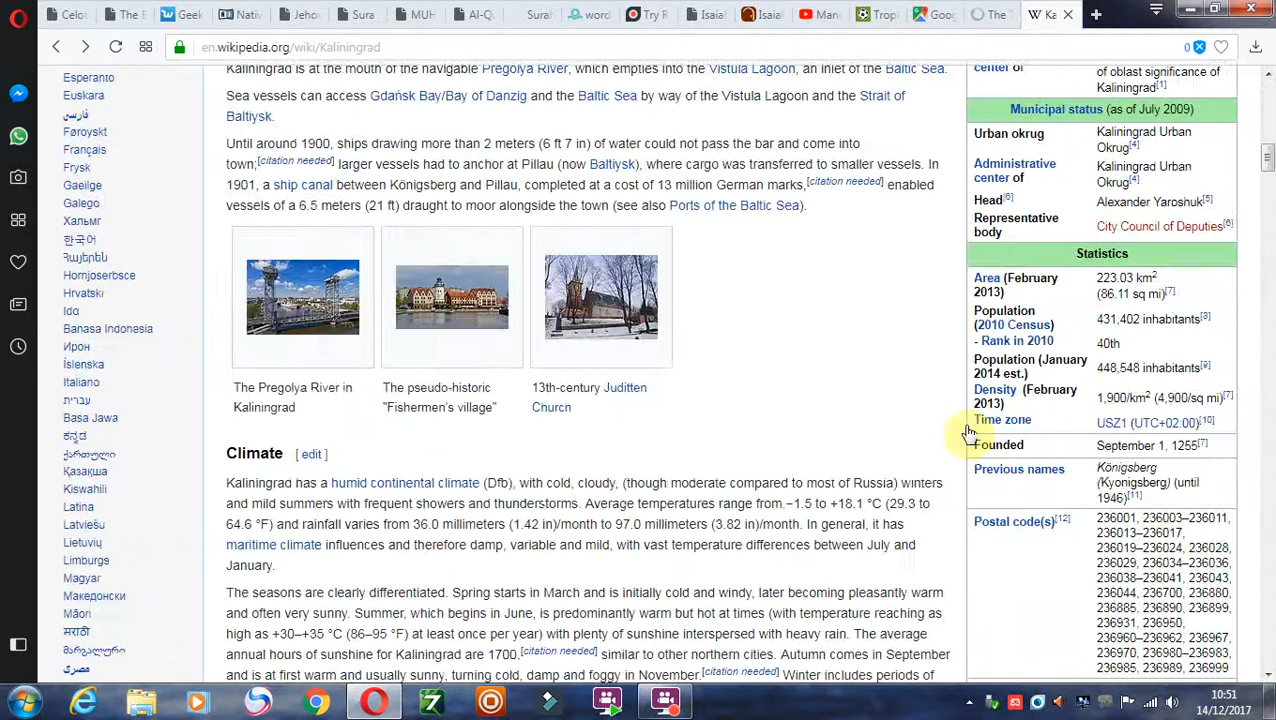 Celot
The E
Geek
Nativ
Jehov
Sura
MUH
Al-Q
Sura
word
Try R
Isaial
Isaial
Mane
Tropi
Goog
The
W Ka
en.wikipedia.org/wiki/Kaliningrad
0
Esperanto
Euskara
فارسی
Føroyskt
Français
Frysk
Gaeilge
Galego
Хальмг
한국어
Հայերեն
Hornjoserbsce
Hrvatski
Ido
Bahasa Indonesia
Ирон
Íslenska
Italiano
עברית
Basa Jawa
ಕನ್ನಡ
ქართული
Қазақша
Kiswahili
Latina
Latviešu
Lietuvių
Limburgs
Magyar
Македонски
Māori
मराठी
მარგალური
مصرى
Kaliningrad is at the mouth of the navigable Pregolya River, which empties into the Vistula Lagoon, an inlet of the Baltic Sea.
Sea vessels can access Gdańsk Bay/Bay of Danzig and the Baltic Sea by way of the Vistula Lagoon and the Strait of
Baltiysk.
Until around 1900, ships drawing more than 2 meters (6 ft 7 in) of water could not pass the bar and come into
town;[citation needed] larger vessels had to anchor at Pillau (now Baltiysk), where cargo was transferred to smaller vessels. In
1901, a ship canal between Königsberg and Pillau, completed at a cost of 13 million German marks,[citation needed] enabled
vessels of a 6.5 meters (21 ft) draught to moor alongside the town (see also Ports of the Baltic Sea).
The Pregolya River in
Kaliningrad
The pseudo-historic
"Fishermen's village"
13th-century Juditten
Church
Climate [ edit ]
Kaliningrad has a humid continental climate (Dfb), with cold, cloudy, (though moderate compared to most of Russia) winters
and mild summers with frequent showers and thunderstorms. Average temperatures range from −1.5 to +18.1 °C (29.3 to
64.6 °F) and rainfall varies from 36.0 millimeters (1.42 in)/month to 97.0 millimeters (3.82 in)/month. In general, it has
maritime climate influences and therefore damp, variable and mild, with vast temperature differences between July and
January.
The seasons are clearly differentiated. Spring starts in March and is initially cold and windy, later becoming pleasantly warm
and often very sunny. Summer, which begins in June, is predominantly warm but hot at times (with temperature reaching as
high as +30–+35 °C (86–95 °F) at least once per year) with plenty of sunshine interspersed with heavy rain. The average
annual hours of sunshine for Kaliningrad are 1700,[citation needed] similar to other northern cities. Autumn comes in September
and is at first warm and usually sunny, turning cold, damp and foggy in November.[citation needed] Winter includes periods of
center of
of oblast significance of
Kaliningrad[1]
Municipal status (as of July 2009)
Urban okrug
Kaliningrad Urban
Okrug[4]
Administrative
center of
Kaliningrad Urban
Okrug[4]
Head[6]
Alexander Yaroshuk[5]
Representative
body
City Council of Deputies[6]
Statistics
Area (February
2013)
223.03 km2
(86.11 sq mi)[7]
Population
(2010 Census)
431,402 inhabitants[8]
- Rank in 2010
40th
Population (January
2014 est.)
448,548 inhabitants[9]
Density (February
2013)
1,900/km2 (4,900/sq mi)[7]
Time zone
USZ1 (UTC+02:00)[10]
Founded
September 1, 1255[7]
Previous names
Königsberg
(Kyonigsberg) (until
1946)[11]
Postal code(s)[12]
236001, 236003–236011,
236013–236017,
236019–236024, 236028,
236029, 236034–236036,
236038–236041, 236043,
236044, 236700, 236880,
236885, 236890, 236899,
236931, 236950,
236960–236962, 236967,
236970, 236980–236983,
236985, 236989, 236999
10:51
14/12/2017